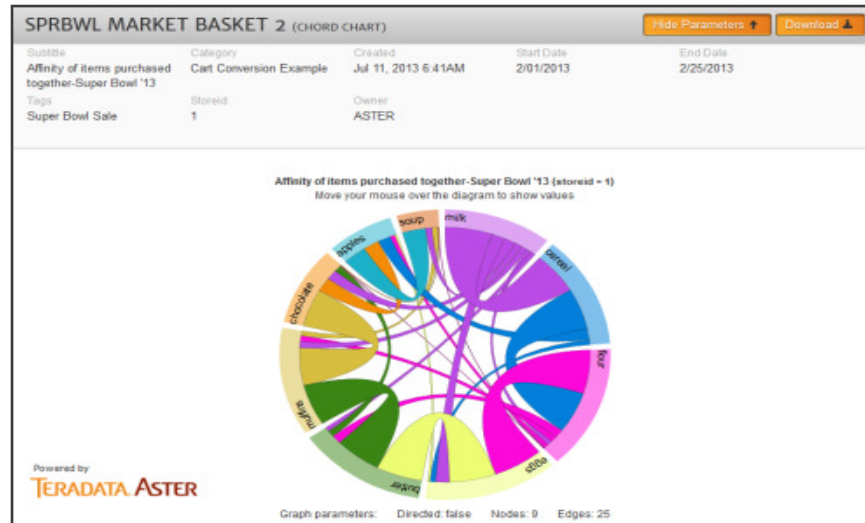 SPRBWL MARKET BASKET 2 (CHORD CHART)
Hide Parameters
Download
Subtitle
Category
Created
Start Date
End Date
Affinity of items purchased
together-Super Bowl '13
Cart Conversion Example
Jul 11, 2013 6:41AM
2/01/2013
2/25/2013
Tags
Storeid
Owner
Super Bowl Sale
1
ASTER
Affinity of items purchased together-Super Bowl '13 (storeid = 1)
Move your mouse over the diagram to show values
soup
milk
apples
cereal
chocolate
flour
muffins
eggs
butter
Powered by
TERADATA ASTER
Graph parameters: Directed: false Nodes: 9 Edges: 25